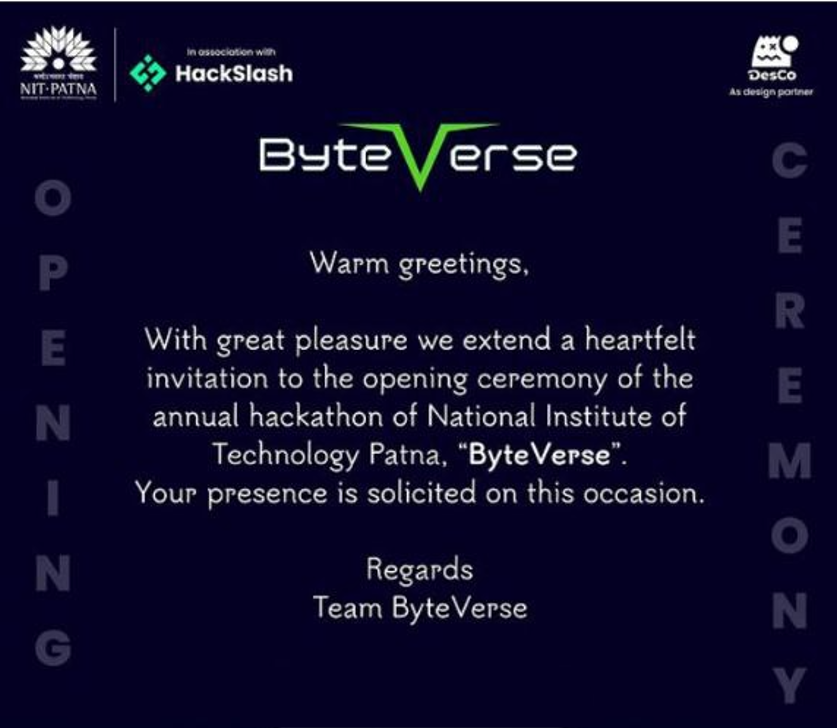 NIT-PATNA
In association with
HackSlash
DesCo
As design partner
ByteVerse
OPENING
CEREMONY
Warm greetings,
With great pleasure we extend a heartfelt
invitation to the opening ceremony of the
annual hackathon of National Institute of
Technology Patna, “ByteVerse”.
Your presence is solicited on this occasion.
Regards
Team ByteVerse